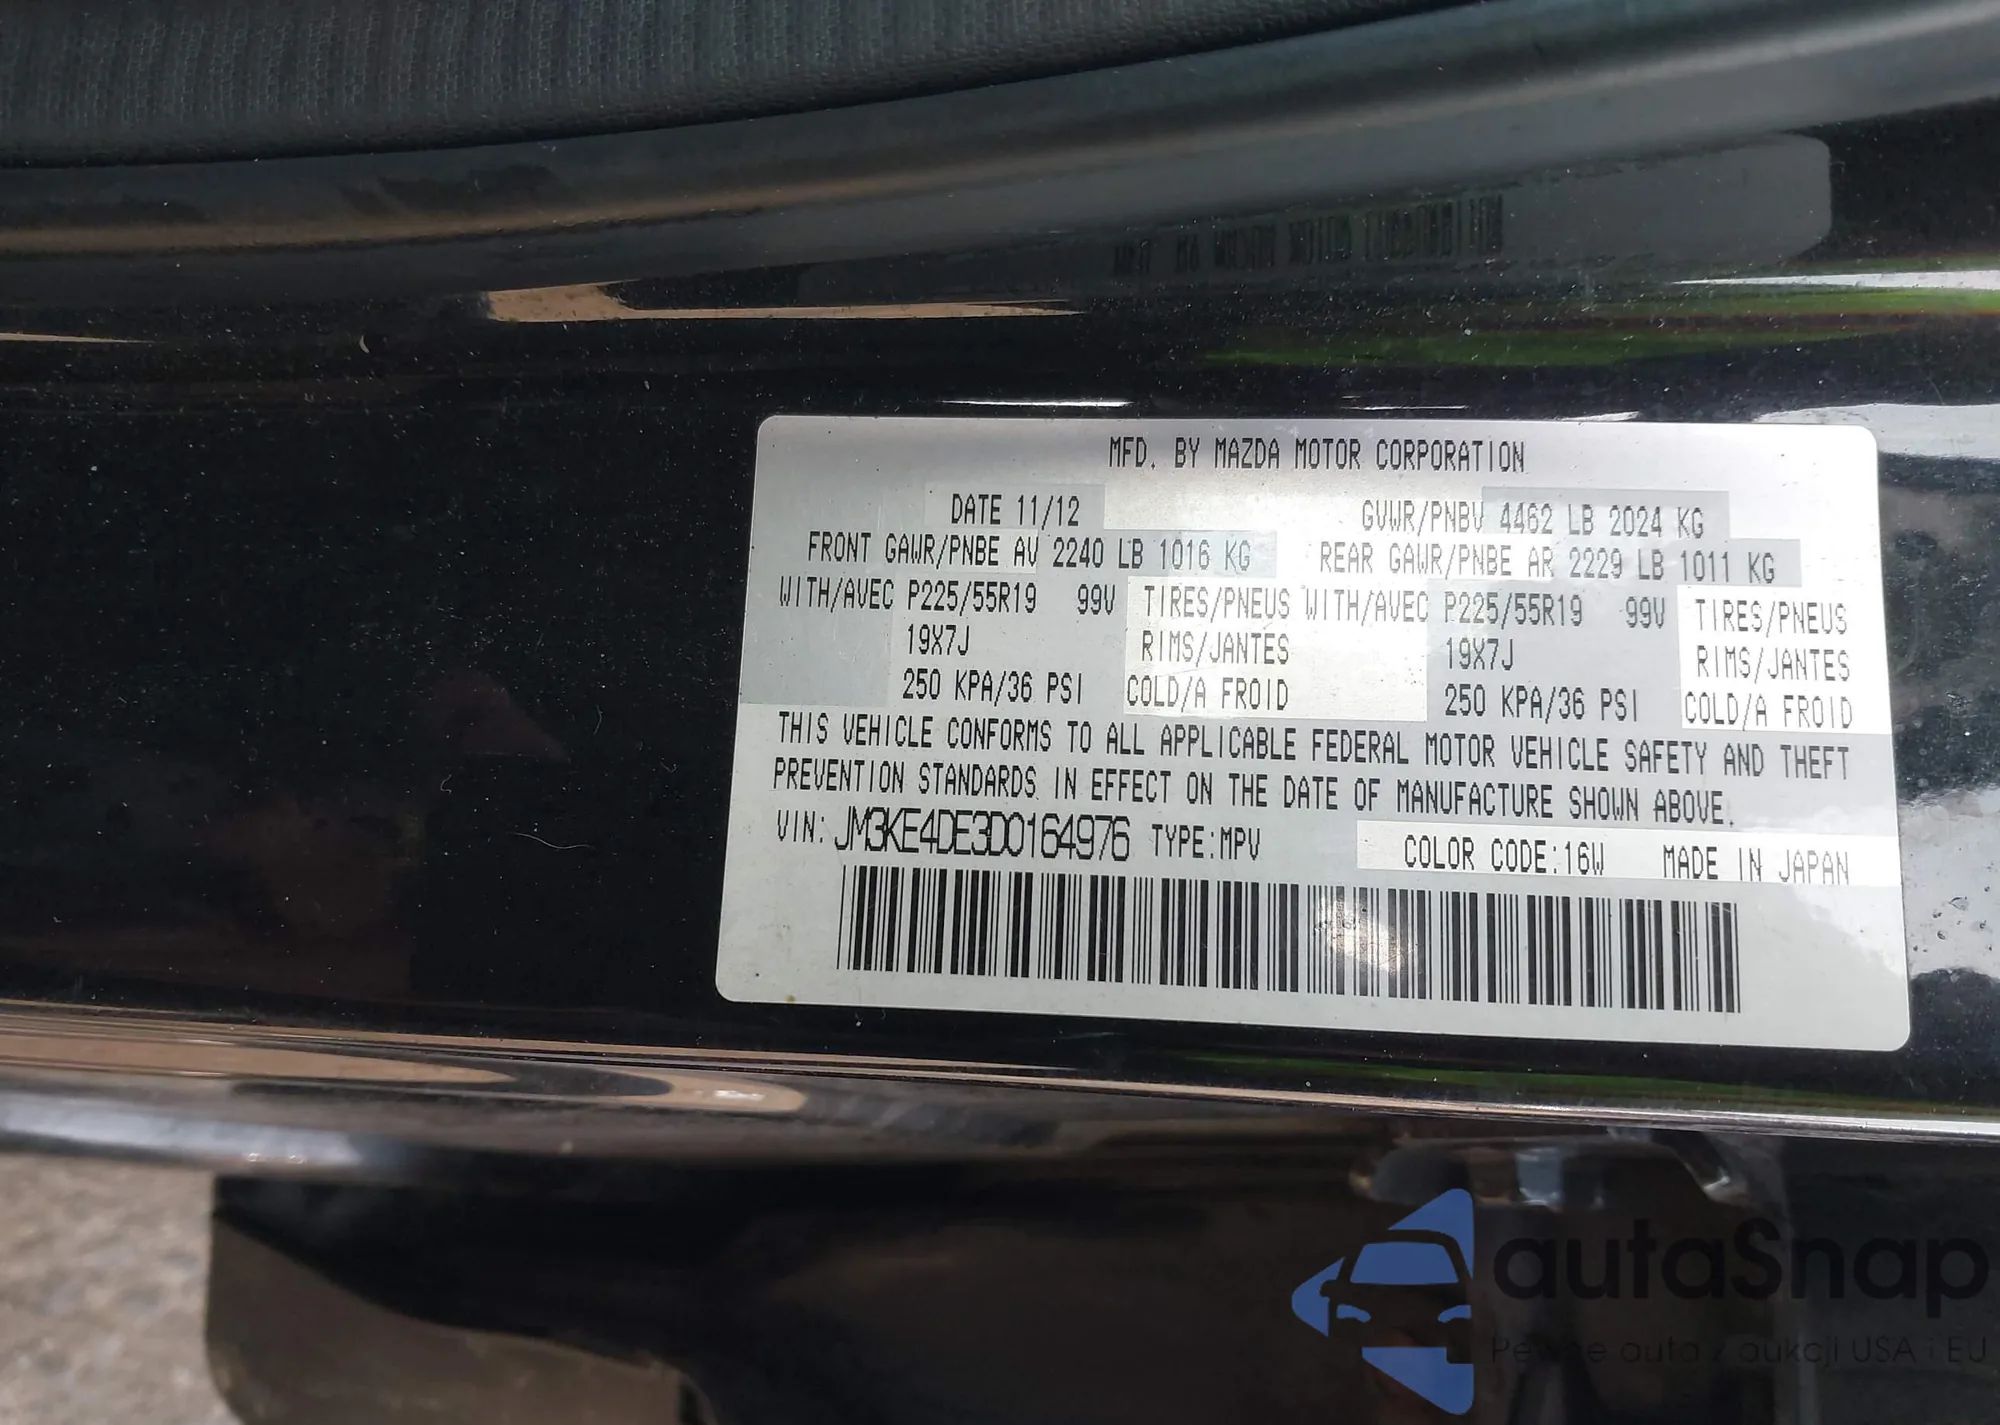 MFD. BY MAZDA MOTOR CORPORATION
DATE 11/12 GVWR/PNBV 4462 LB 2024 KG
FRONT GAWR/PNBE AV 2240 LB 1016 KG REAR GAWR/PNBE AR 2229 LB 1011 KG
WITH/AVEC P225/55R19 99V TIRES/PNEUS WITH/AVEC P225/55R19 99V TIRES/PNEUS
19X7J RIMS/JANTES 19X7J RIMS/JANTES
250 KPA/36 PSI COLD/A FROID 250 KPA/36 PSI COLD/A FROID
THIS VEHICLE CONFORMS TO ALL APPLICABLE FEDERAL MOTOR VEHICLE SAFETY AND THEFT
PREVENTION STANDARDS IN EFFECT ON THE DATE OF MANUFACTURE SHOWN ABOVE.
VIN: JM3KE4DE3D0164976 TYPE:MPV COLOR CODE:16W MADE IN JAPAN
autaSnap
Pewne auta z aukcji USA i EU